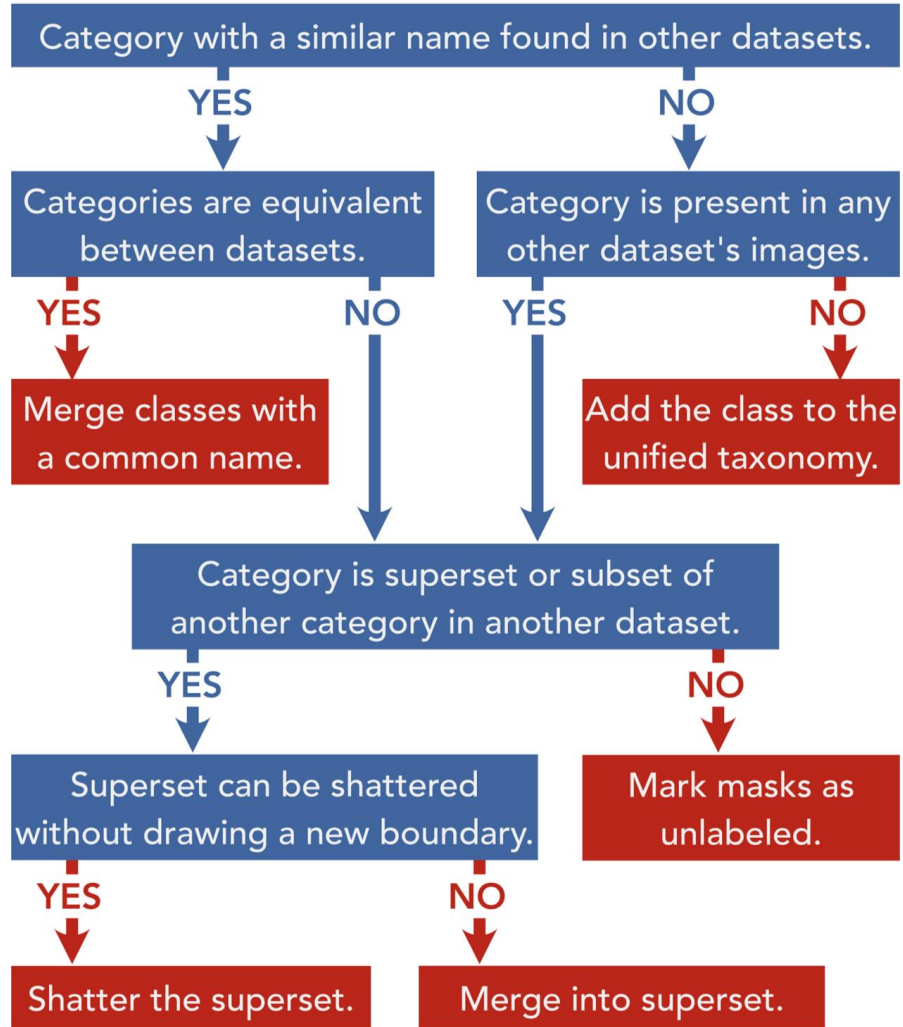 Category with a similar name found in other datasets.
YES
NO
Categories are equivalent
between datasets.
Category is present in any
other dataset's images.
YES
NO
YES
NO
Merge classes with
a common name.
Add the class to the
unified taxonomy.
Category is superset or subset of
another category in another dataset.
YES
NO
Superset can be shattered
without drawing a new boundary.
Mark masks as
unlabeled.
YES
NO
Shatter the superset.
Merge into superset.